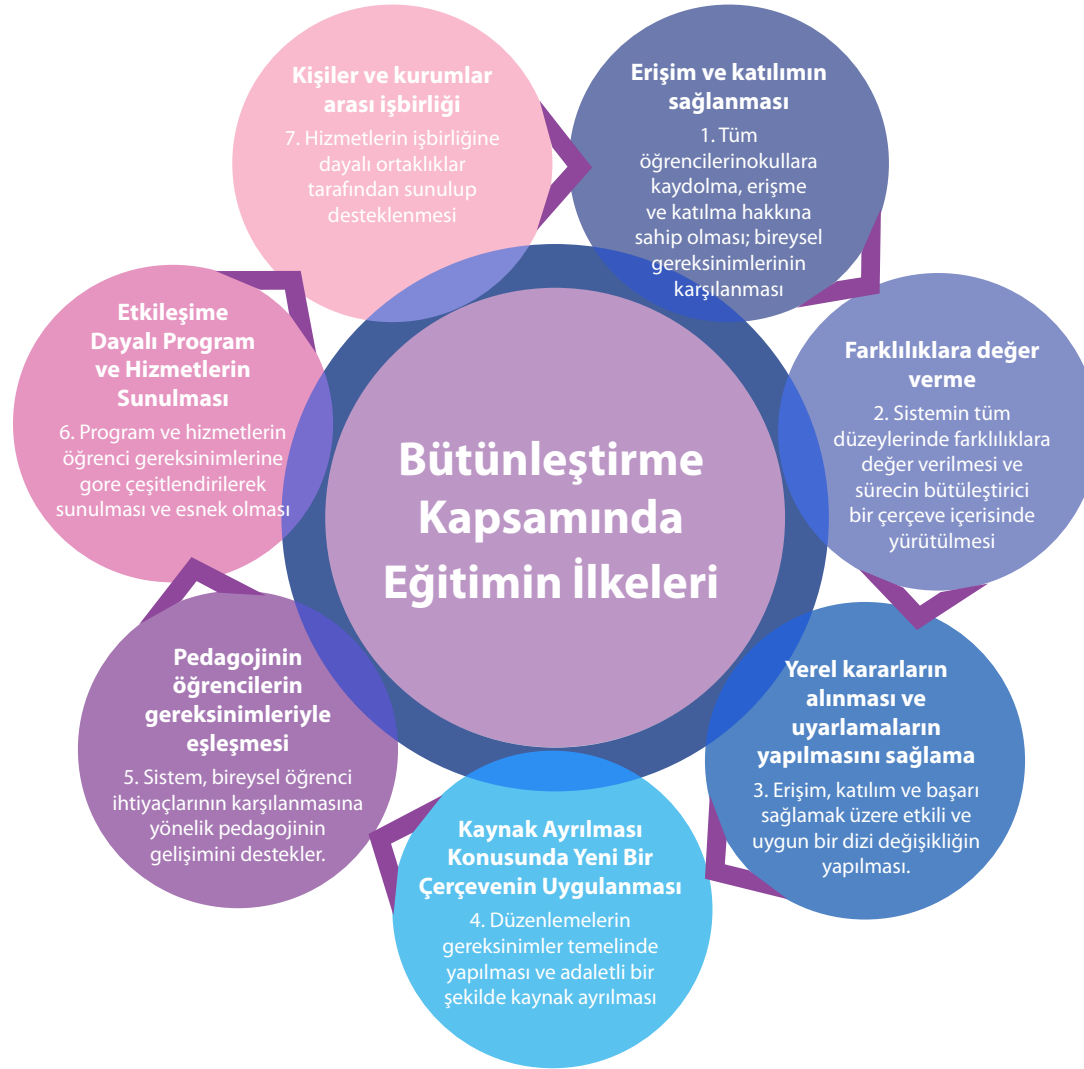 Bütünleştirme
Kapsamında
Eğitimin İlkeleri
Erişim ve katılımın
sağlanması
1. Tüm
öğrencilerinokullara
kaydolma, erişme
ve katılma hakkına
sahip olması; bireysel
gereksinimlerinin
karşılanması
Farklılıklara değer
verme
2. Sistemin tüm
düzeylerinde farklılıklara
değer verilmesi ve
sürecin bütüleştirici
bir çerçeve içerisinde
yürütülmesi
Yerel kararların
alınması ve
uyarlamaların
yapılmasını sağlama
3. Erişim, katılım ve başarı
sağlamak üzere etkili ve
uygun bir dizi değişikliğin
yapılması.
Kaynak Ayrılması
Konusunda Yeni Bir
Çerçevenin Uygulanması
4. Düzenlemelerin
gereksinimler temelinde
yapılması ve adaletli bir
şekilde kaynak ayrılması
Pedagojinin
öğrencilerin
gereksinimleriyle
eşleşmesi
5. Sistem, bireysel öğrenci
ihtiyaçlarının karşılanmasına
yönelik pedagojinin
gelişimini destekler.
Etkileşime
Dayalı Program
ve Hizmetlerin
Sunulması
6. Program ve hizmetlerin
öğrenci gereksinimlerine
gore çeşitlendirilerek
sunulması ve esnek olması
Kişiler ve kurumlar
arası işbirliği
7. Hizmetlerin işbirliğine
dayalı ortaklıklar
tarafından sunulup
desteklenmesi